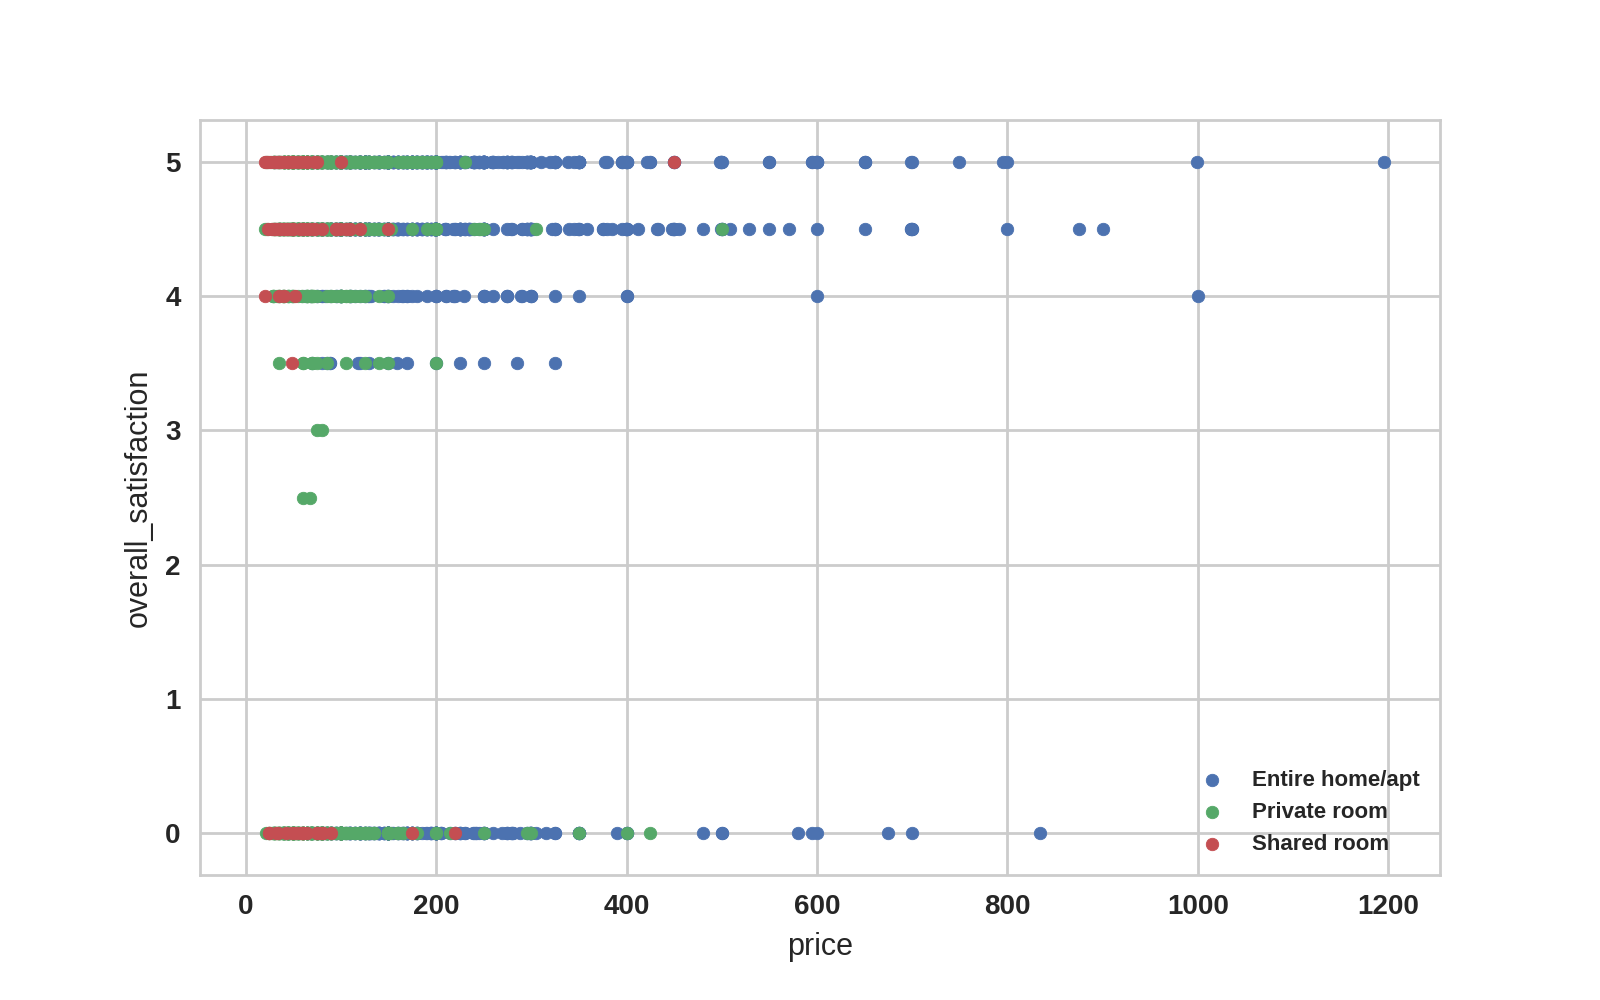 5
4
3
2
1
0
overall_satisfaction
Entire home/apt
Private room
Shared room
0 200 400 600 800 1000 1200
price